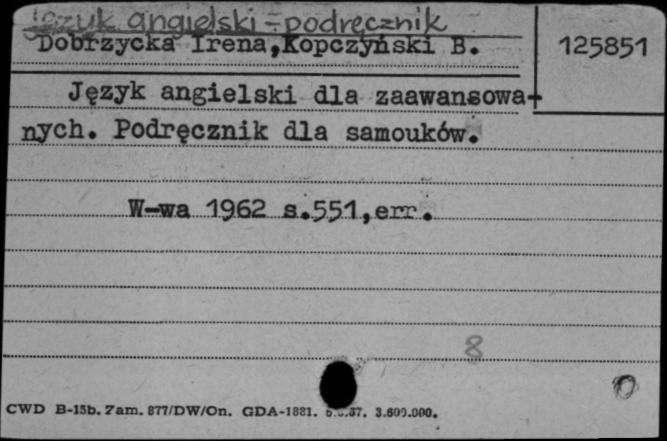 język angielski – podręcznik
Dobrzycka Irena,Kopczyński B.
125851
Język angielski dla zaawansowa-
nych. Podręcznik dla samouków.
W-wa 1962 s.551,err.
8
CWD B-15b. Zam. 877/DW/On. GDA-1881. 3.600.000.